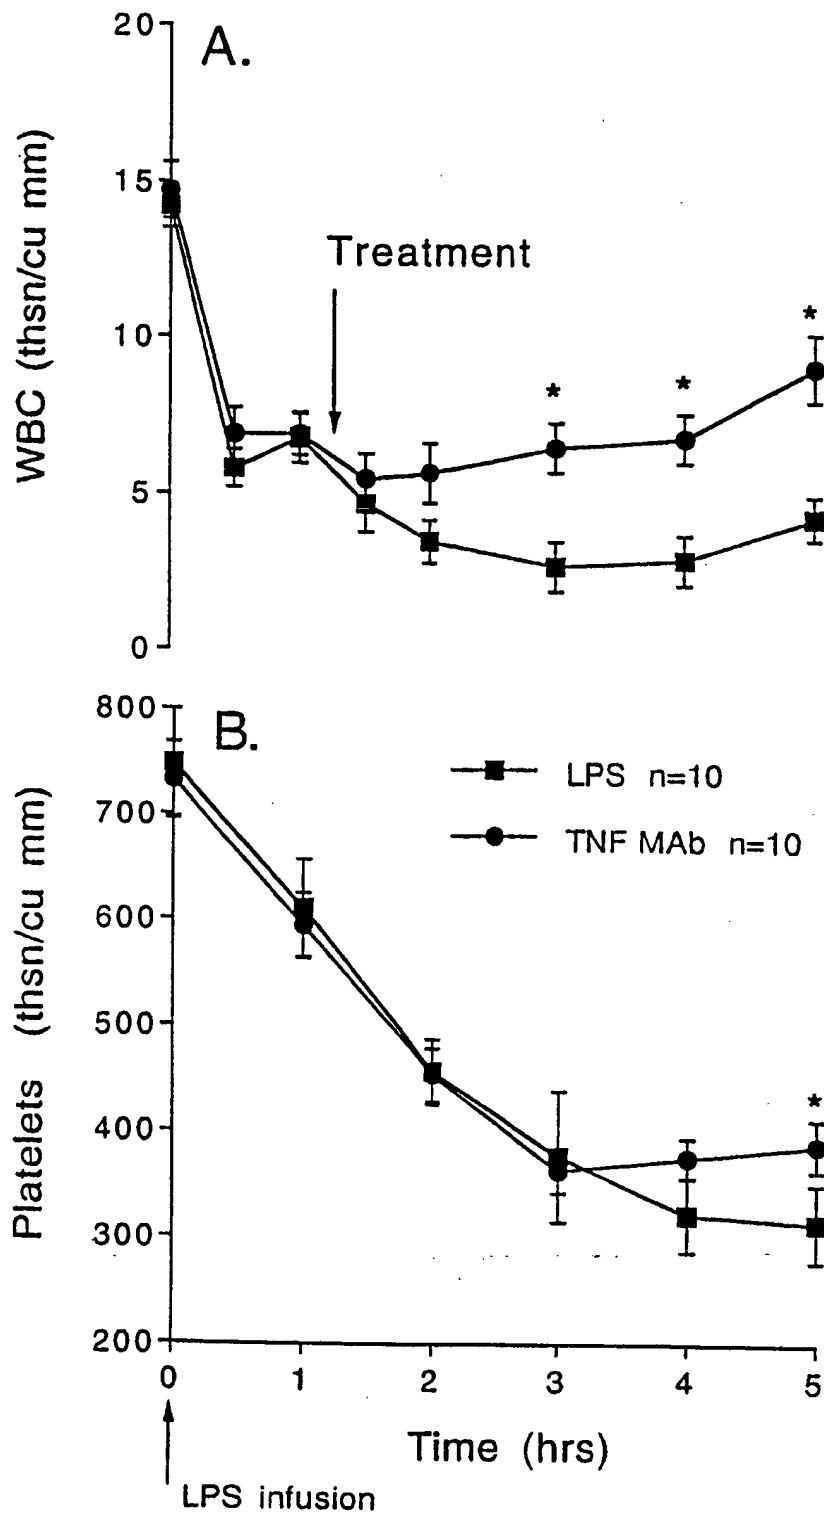 A.
20
15
10
5
0
WBC (thsn/cu mm)
Treatment
*
*
*
B.
800
700
600
500
400
300
200
Platelets (thsn/cu mm)
LPS n=10
TNF MAb n=10
*
0 1 2 3 4 5
Time (hrs)
LPS infusion